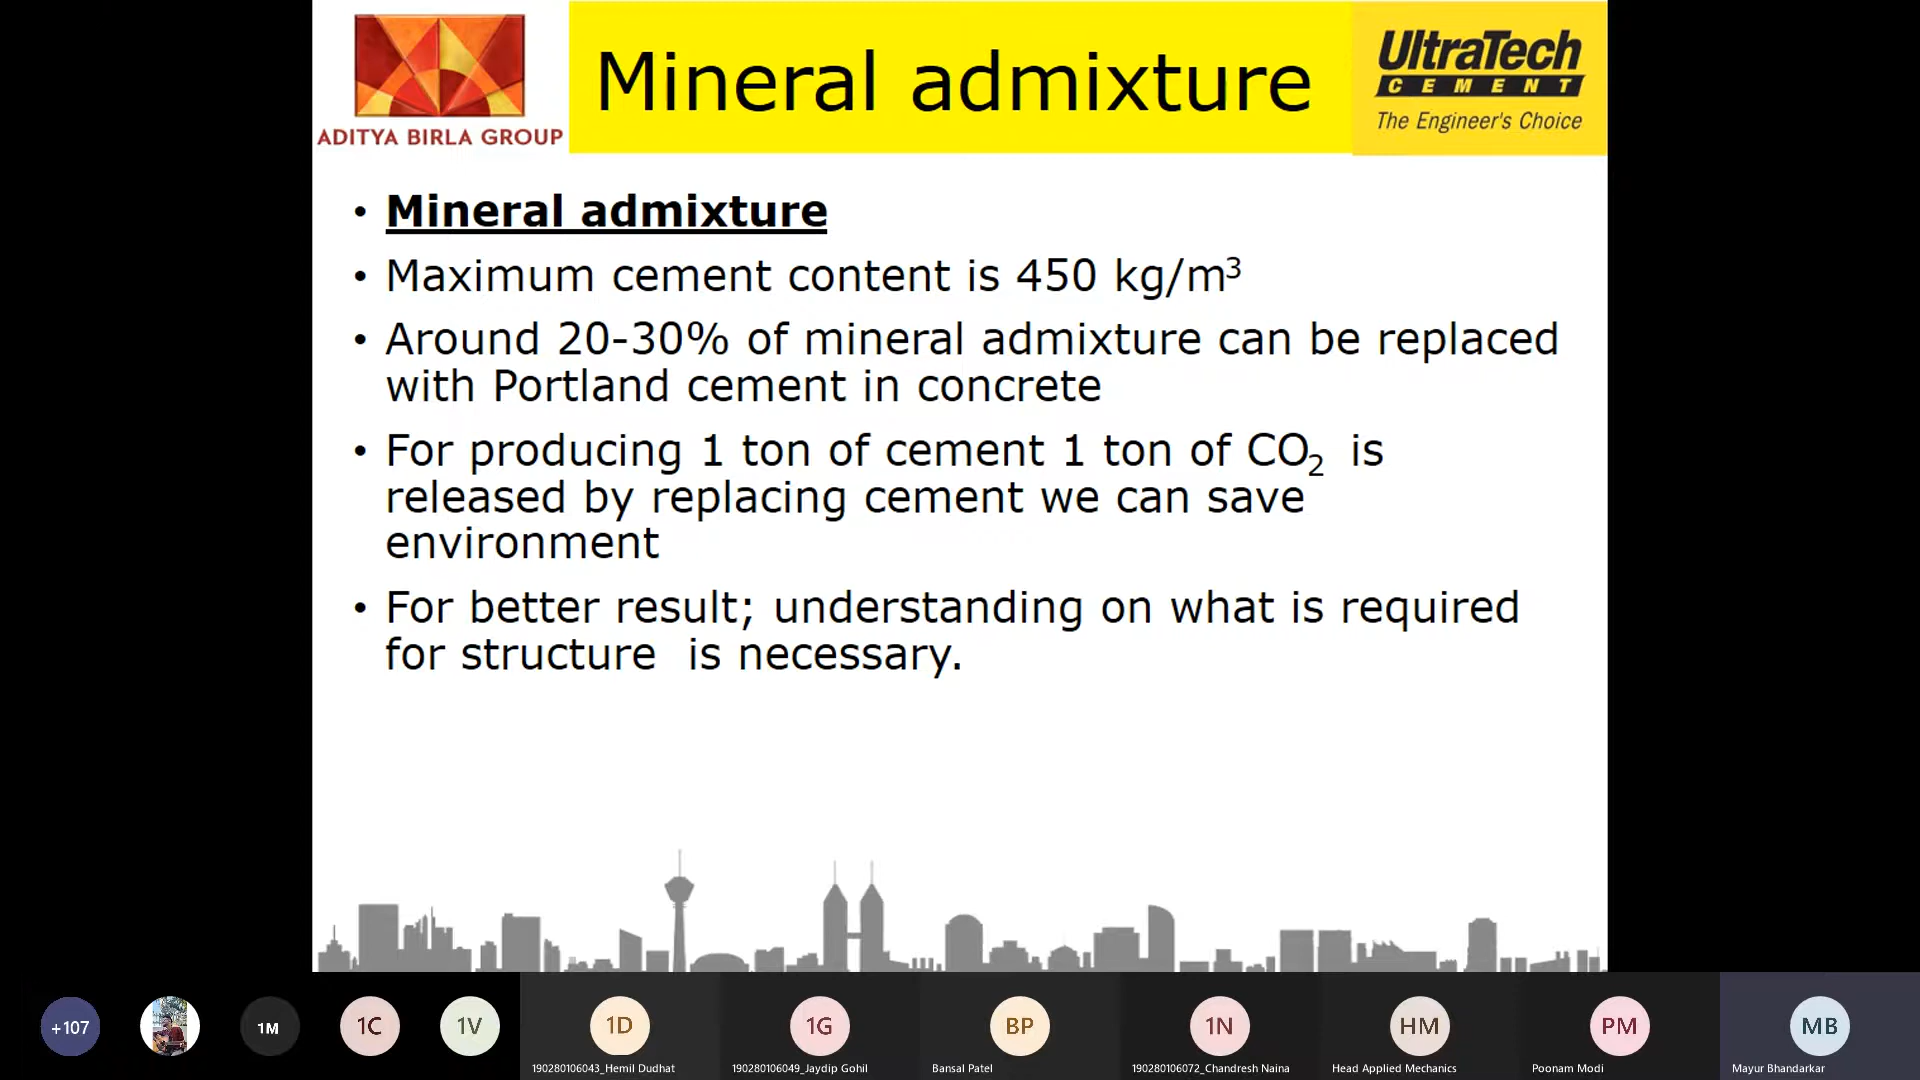 ADITYA BIRLA GROUP
Mineral admixture
UltraTech
CEMENT
The Engineer's Choice
• Mineral admixture
• Maximum cement content is 450 kg/m³
• Around 20-30% of mineral admixture can be replaced
with Portland cement in concrete
• For producing 1 ton of cement 1 ton of CO₂ is
released by replacing cement we can save
environment
• For better result; understanding on what is required
for structure is necessary.
+107
1M
1C
1V
1D
1G
BP
1N
HM
PM
MB
190280106043_Hemil Dudhat
190280106049_Jaydip Gohil
Bansal Patel
190280106072_Chandresh Naina
Head Applied Mechanics
Poonam Modi
Mayur Bhandarkar